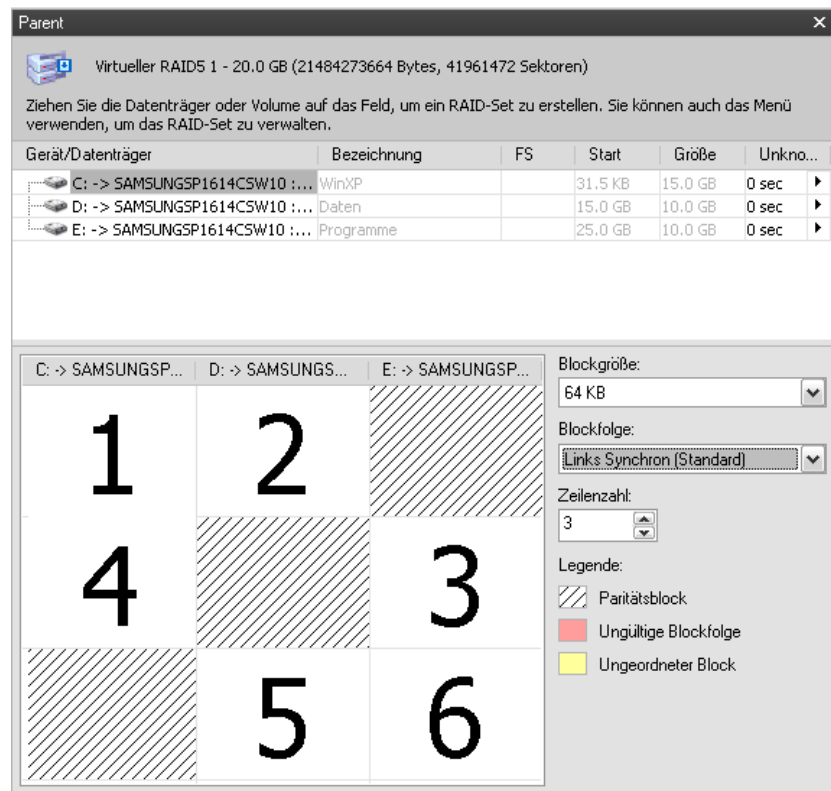 Parent
Virtueller RAID5 1 - 20.0 GB (21484273664 Bytes, 41961472 Sektoren)
Ziehen Sie die Datenträger oder Volume auf das Feld, um ein RAID-Set zu erstellen. Sie können auch das Menü
verwenden, um das RAID-Set zu verwalten.
Gerät/Datenträger Bezeichnung FS Start Größe Unkno...
C: -> SAMSUNGSP1614CSW10 :... WinXP 31.5 KB 15.0 GB 0 sec
D: -> SAMSUNGSP1614CSW10 :... Daten 15.0 GB 10.0 GB 0 sec
E: -> SAMSUNGSP1614CSW10 :... Programme 25.0 GB 10.0 GB 0 sec
C: -> SAMSUNGSP... D: -> SAMSUNGS... E: -> SAMSUNGSP...
1 2
4 3
5 6
Blockgröße:
64 KB
Blockfolge:
Links Synchron (Standard)
Zeilenzahl:
3
Legende:
Paritätsblock
Ungültige Blockfolge
Ungeordneter Block